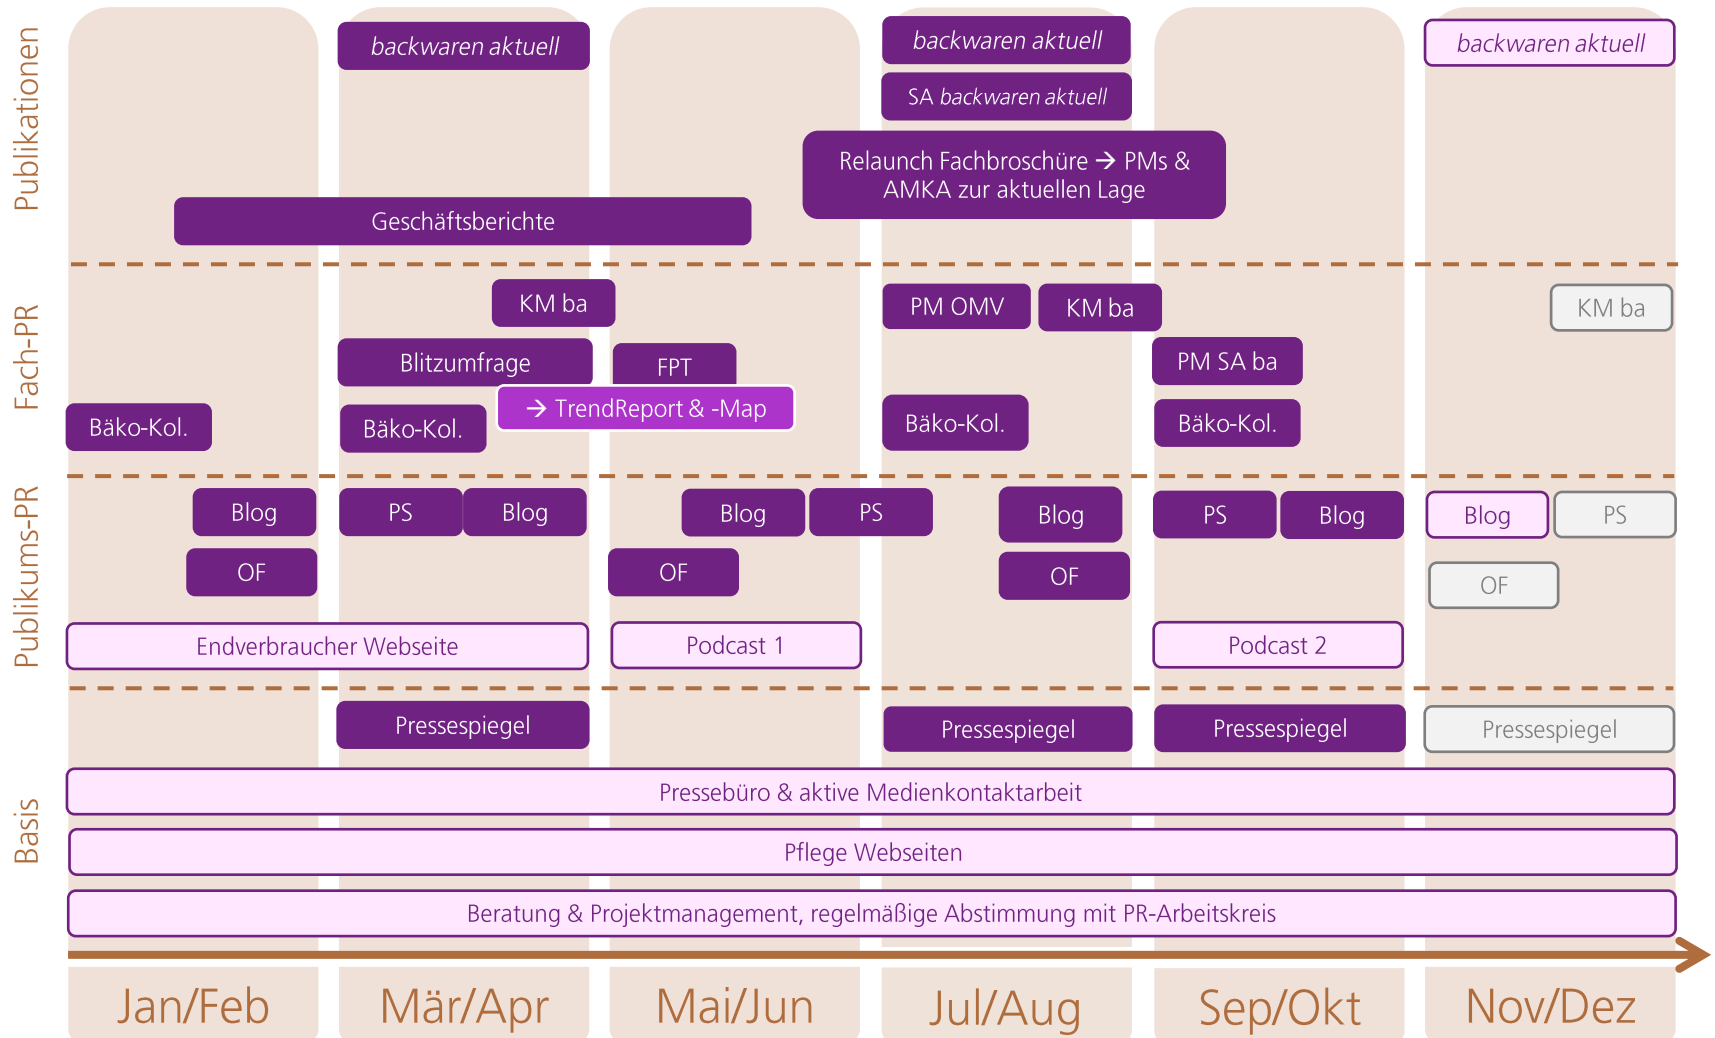 Publikationen
backwaren aktuell
backwaren aktuell
backwaren aktuell
SA backwaren aktuell
Relaunch Fachbroschüre → PMs &
AMKA zur aktuellen Lage
Geschäftsberichte
Fach-PR
KM ba
PM OMV
KM ba
KM ba
Blitzumfrage
FPT
PM SA ba
→ TrendReport & -Map
Bäko-Kol.
Bäko-Kol.
Bäko-Kol.
Bäko-Kol.
Publikums-PR
Blog
PS
Blog
Blog
PS
Blog
PS
Blog
Blog
PS
OF
OF
OF
OF
Endverbraucher Webseite
Podcast 1
Podcast 2
Basis
Pressespiegel
Pressespiegel
Pressespiegel
Pressespiegel
Pressebüro & aktive Medienkontaktarbeit
Pflege Webseiten
Beratung & Projektmanagement, regelmäßige Abstimmung mit PR-Arbeitskreis
Jan/Feb
Mär/Apr
Mai/Jun
Jul/Aug
Sep/Okt
Nov/Dez